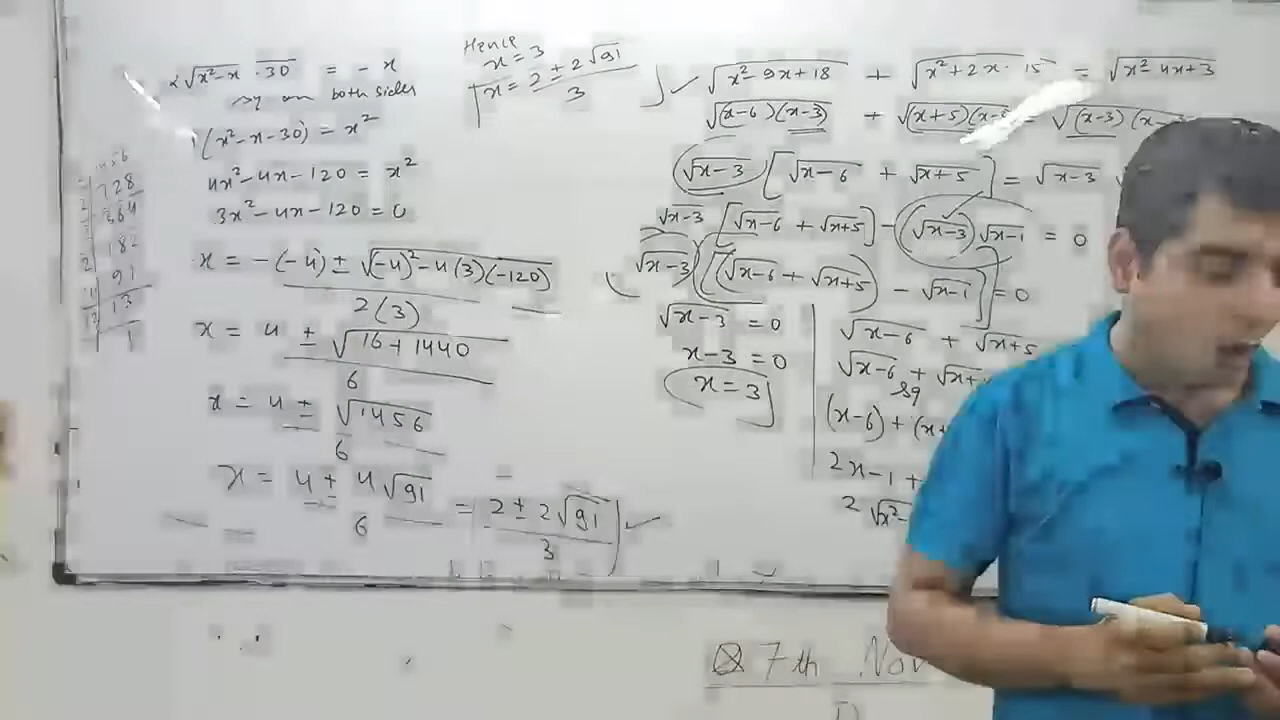 2√(x²-x-30) = -x
on both sides
(x²-x-30) = x²
4x²-4x-120 = x²
3x²-4x-120 = 0
x = -(-4) ± √((-4)²-4(3)(-120))
2(3)
x = 4 ± √(16+1440)
6
x = 4 ± √1456
6
x = 4 ± 4√91
6
= 2 ± 2√91
3
1456
728
364
182
91
13
1
Hence
x = 3
x = 2 ± 2√91
3
√(x²-9x+18) + √(x²+2x-15) = √(x²-4x+3)
√((x-6)(x-3)) + √((x+5)(x- = √((x-3)(x-
√(x-3) [√(x-6) + √(x+5)] = √(x-3)
√(x-3) [√(x-6) + √(x+5)] - (√(x-3)) √(x-1) = 0
√(x-3) [(√(x-6) + √(x+5)) - √(x-1)] = 0
√(x-3) = 0
x-3 = 0
x = 3
√(x-6) + √(x+5)
√(x-6) + √(x+
sq
(x-6) + (x+
2x-1 +
2 √(x²-
7th Nov